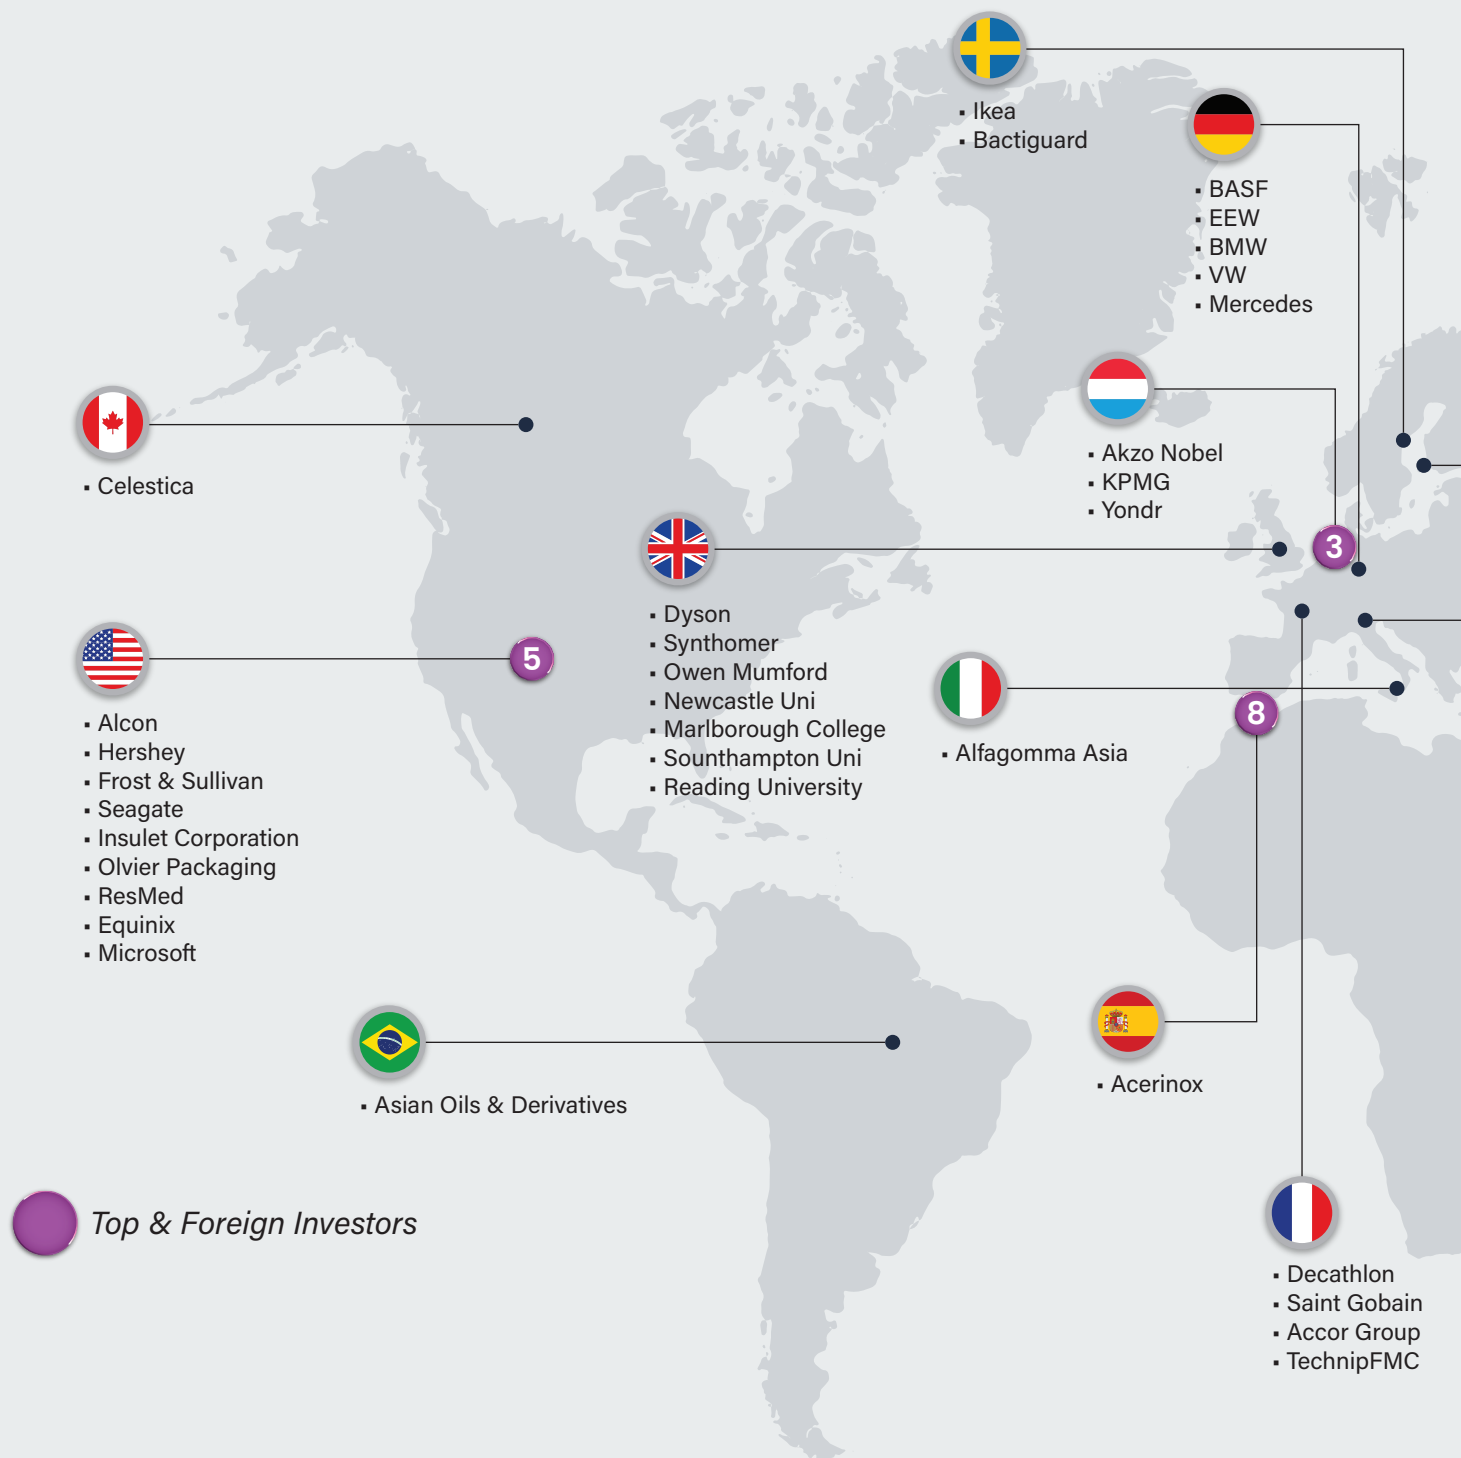 ▪ Ikea
▪ Bactiguard
▪ BASF
▪ EEW
▪ BMW
▪ VW
▪ Mercedes
▪ Akzo Nobel
▪ KPMG
▪ Yondr
3
▪ Celestica
▪ Dyson
▪ Synthomer
▪ Owen Mumford
▪ Newcastle Uni
▪ Marlborough College
▪ Sounthampton Uni
▪ Reading University
5
▪ Alcon
▪ Hershey
▪ Frost & Sullivan
▪ Seagate
▪ Insulet Corporation
▪ Olvier Packaging
▪ ResMed
▪ Equinix
▪ Microsoft
▪ Alfagomma Asia
8
▪ Acerinox
▪ Asian Oils & Derivatives
Top & Foreign Investors
▪ Decathlon
▪ Saint Gobain
▪ Accor Group
▪ TechnipFMC